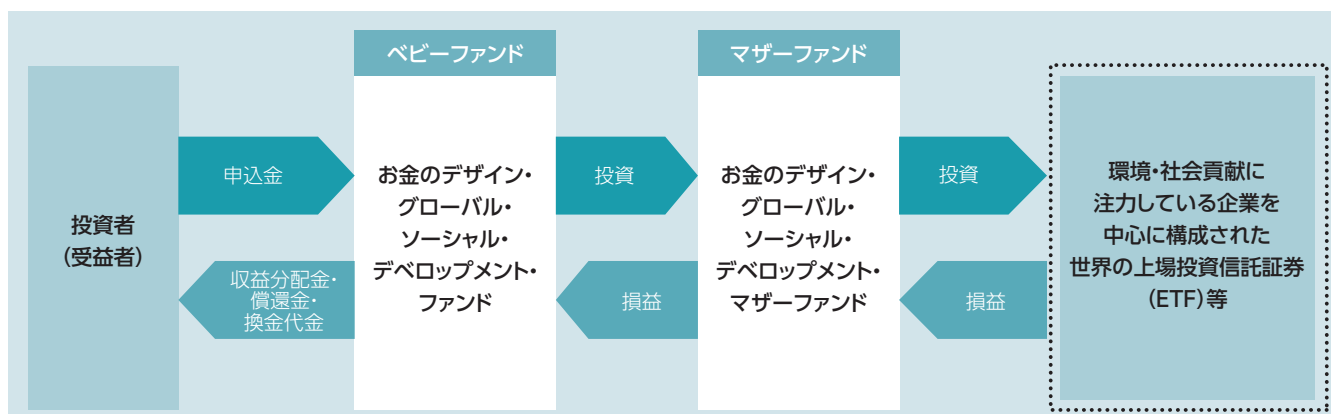 投資者
(受益者)
申込金
収益分配金・
償還金・
換金代金
ベビーファンド
お金のデザイン・
グローバル・
ソーシャル・
デベロップメント・
ファンド
投資
損益
マザーファンド
お金のデザイン・
グローバル・
ソーシャル・
デベロップメント・
マザーファンド
投資
損益
環境・社会貢献に
注力している企業を
中心に構成された
世界の上場投資信託証券
(ETF)等